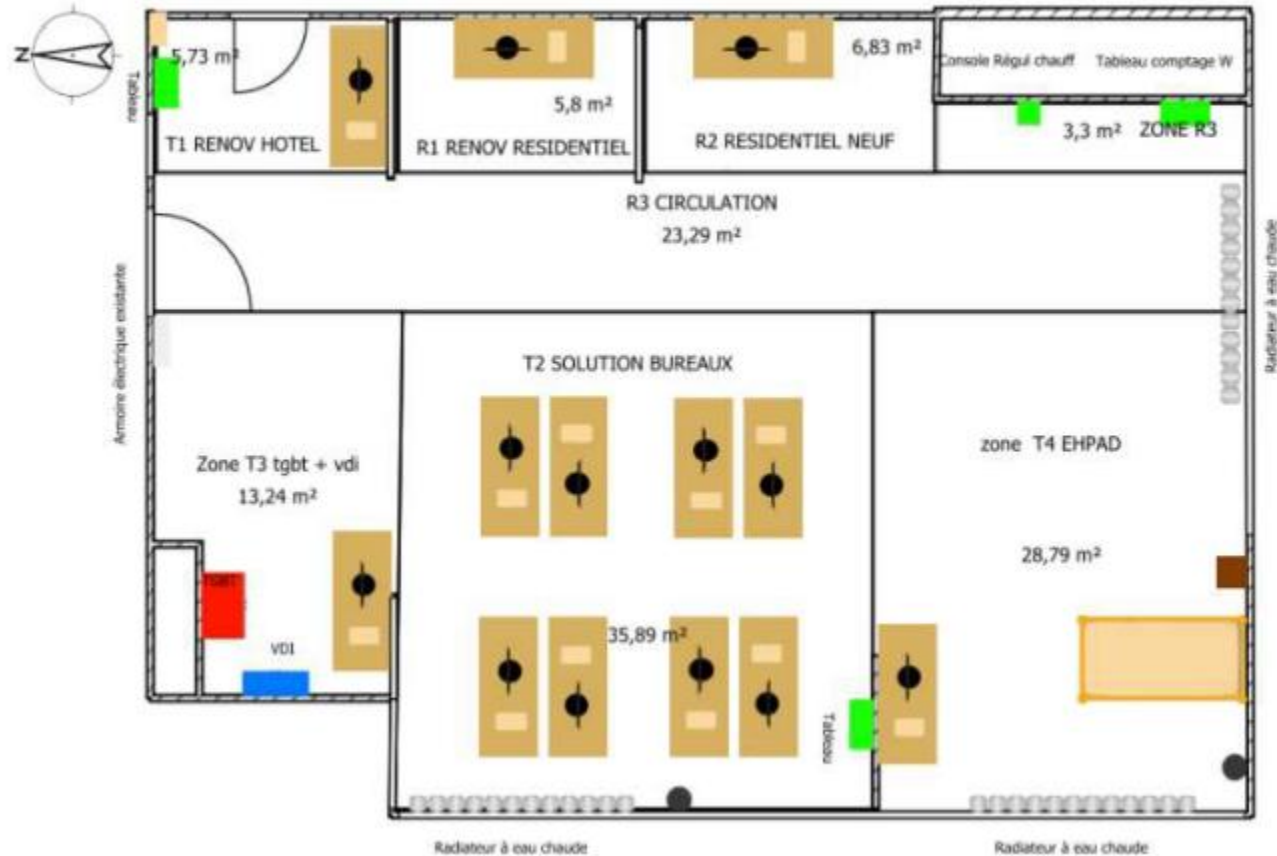 N
5,73 m²
6,83 m²
Console Régul chauff
Tableau comptage W
Tableau
5,8 m²
3,3 m²
ZONE R3
T1 RENOV HOTEL
R1 RENOV RESIDENTIEL
R2 RESIDENTIEL NEUF
R3 CIRCULATION
23,29 m²
Radiateur à eau chaude
Armoire électrique existante
T2 SOLUTION BUREAUX
zone T4 EHPAD
Zone T3 tgbt + vdi
13,24 m²
28,79 m²
TGBT
35,89 m²
VDI
Tableau
Radiateur à eau chaude
Radiateur à eau chaude